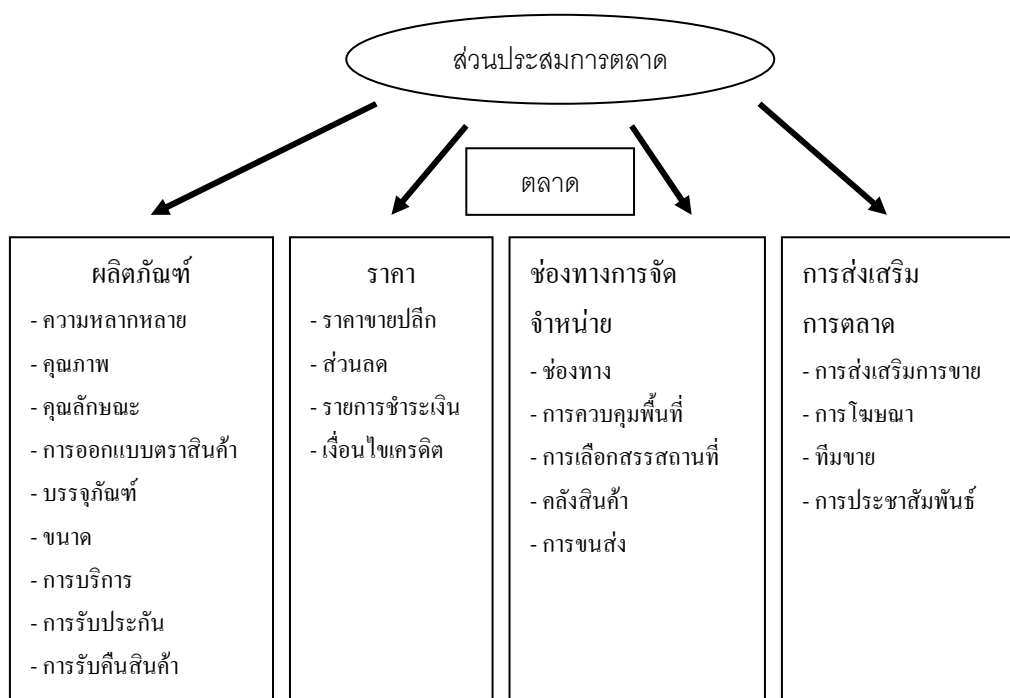 ส่วนประสมการตลาด
ตลาด
ผลิตภัณฑ์
- ความหลากหลาย
- คุณภาพ
- คุณลักษณะ
- การออกแบบตราสินค้า
- บรรจุภัณฑ์
- ขนาด
- การบริการ
- การรับประกัน
- การรับคืนสินค้า
ราคา
- ราคาขายปลีก
- ส่วนลด
- รายการชำระเงิน
- เงื่อนไขเครดิต
ช่องทางการจัด
จำหน่าย
- ช่องทาง
- การควบคุมพื้นที่
- การเลือกสรรสถานที่
- คลังสินค้า
- การขนส่ง
การส่งเสริม
การตลาด
- การส่งเสริมการขาย
- การโฆษณา
- ทีมขาย
- การประชาสัมพันธ์